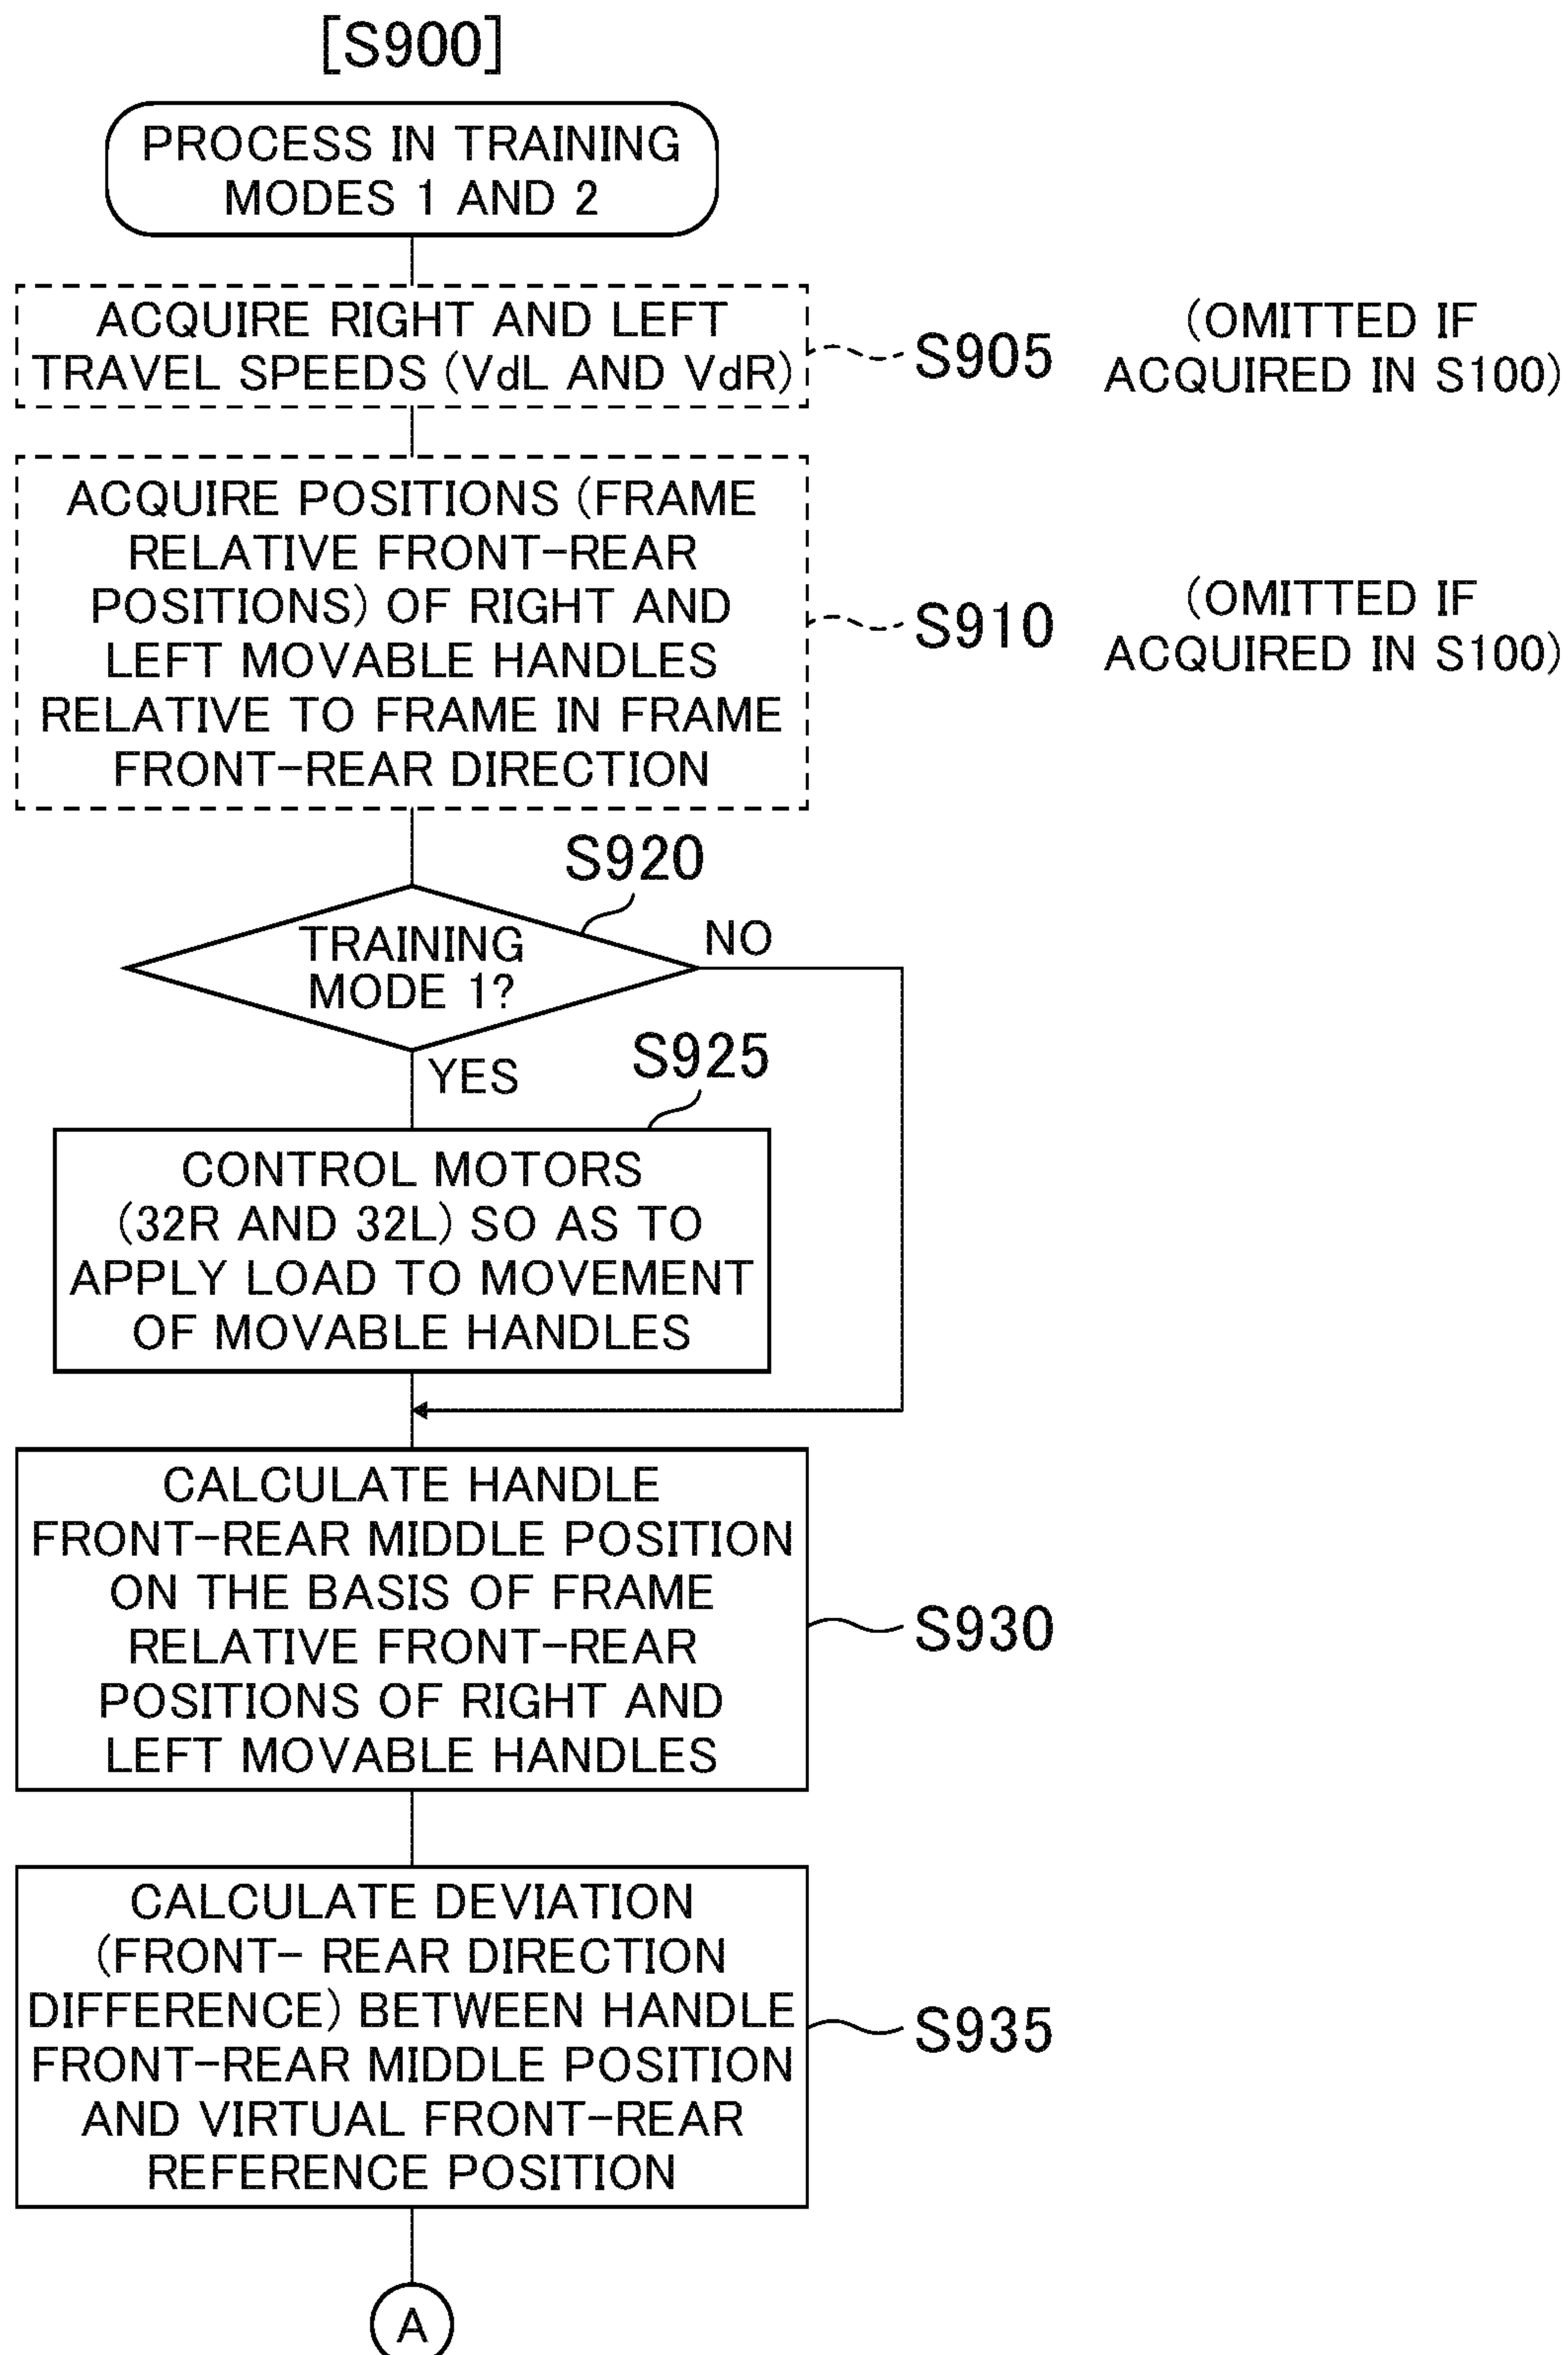 [S900]
PROCESS IN TRAINING
MODES 1 AND 2
ACQUIRE RIGHT AND LEFT
TRAVEL SPEEDS (VdL AND VdR)
S905
(OMITTED IF
ACQUIRED IN S100)
ACQUIRE POSITIONS (FRAME
RELATIVE FRONT-REAR
POSITIONS) OF RIGHT AND
LEFT MOVABLE HANDLES
RELATIVE TO FRAME IN FRAME
FRONT-REAR DIRECTION
S910
(OMITTED IF
ACQUIRED IN S100)
S920
TRAINING
MODE 1?
NO
YES
S925
CONTROL MOTORS
(32R AND 32L) SO AS TO
APPLY LOAD TO MOVEMENT
OF MOVABLE HANDLES
CALCULATE HANDLE
FRONT-REAR MIDDLE POSITION
ON THE BASIS OF FRAME
RELATIVE FRONT-REAR
POSITIONS OF RIGHT AND
LEFT MOVABLE HANDLES
S930
CALCULATE DEVIATION
(FRONT- REAR DIRECTION
DIFFERENCE) BETWEEN HANDLE
FRONT-REAR MIDDLE POSITION
AND VIRTUAL FRONT-REAR
REFERENCE POSITION
S935
A